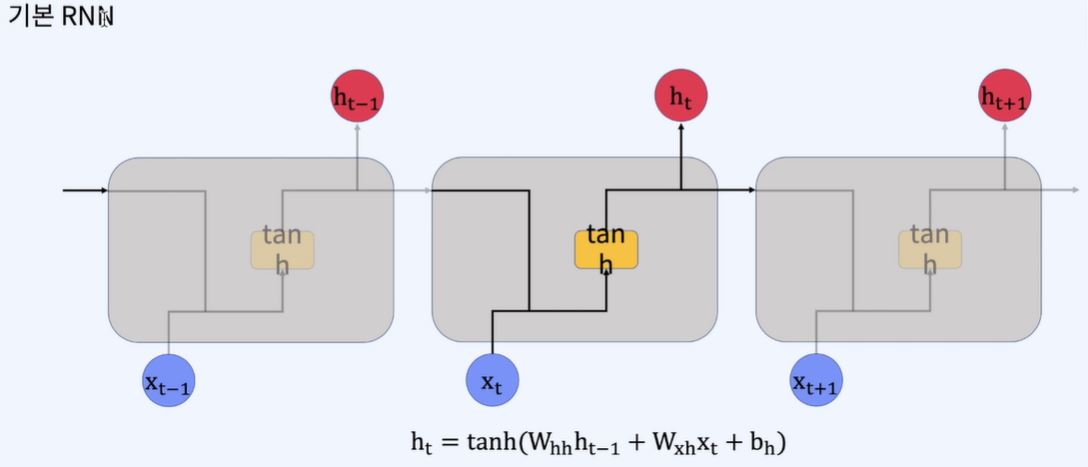 기본 RNN
h_{t-1}
h_t
h_{t+1}
tan
h
tan
h
tan
h
x_{t-1}
x_t
x_{t+1}
h_t = tanh(W_{hh}h_{t-1} + W_{xh}x_t + b_h)